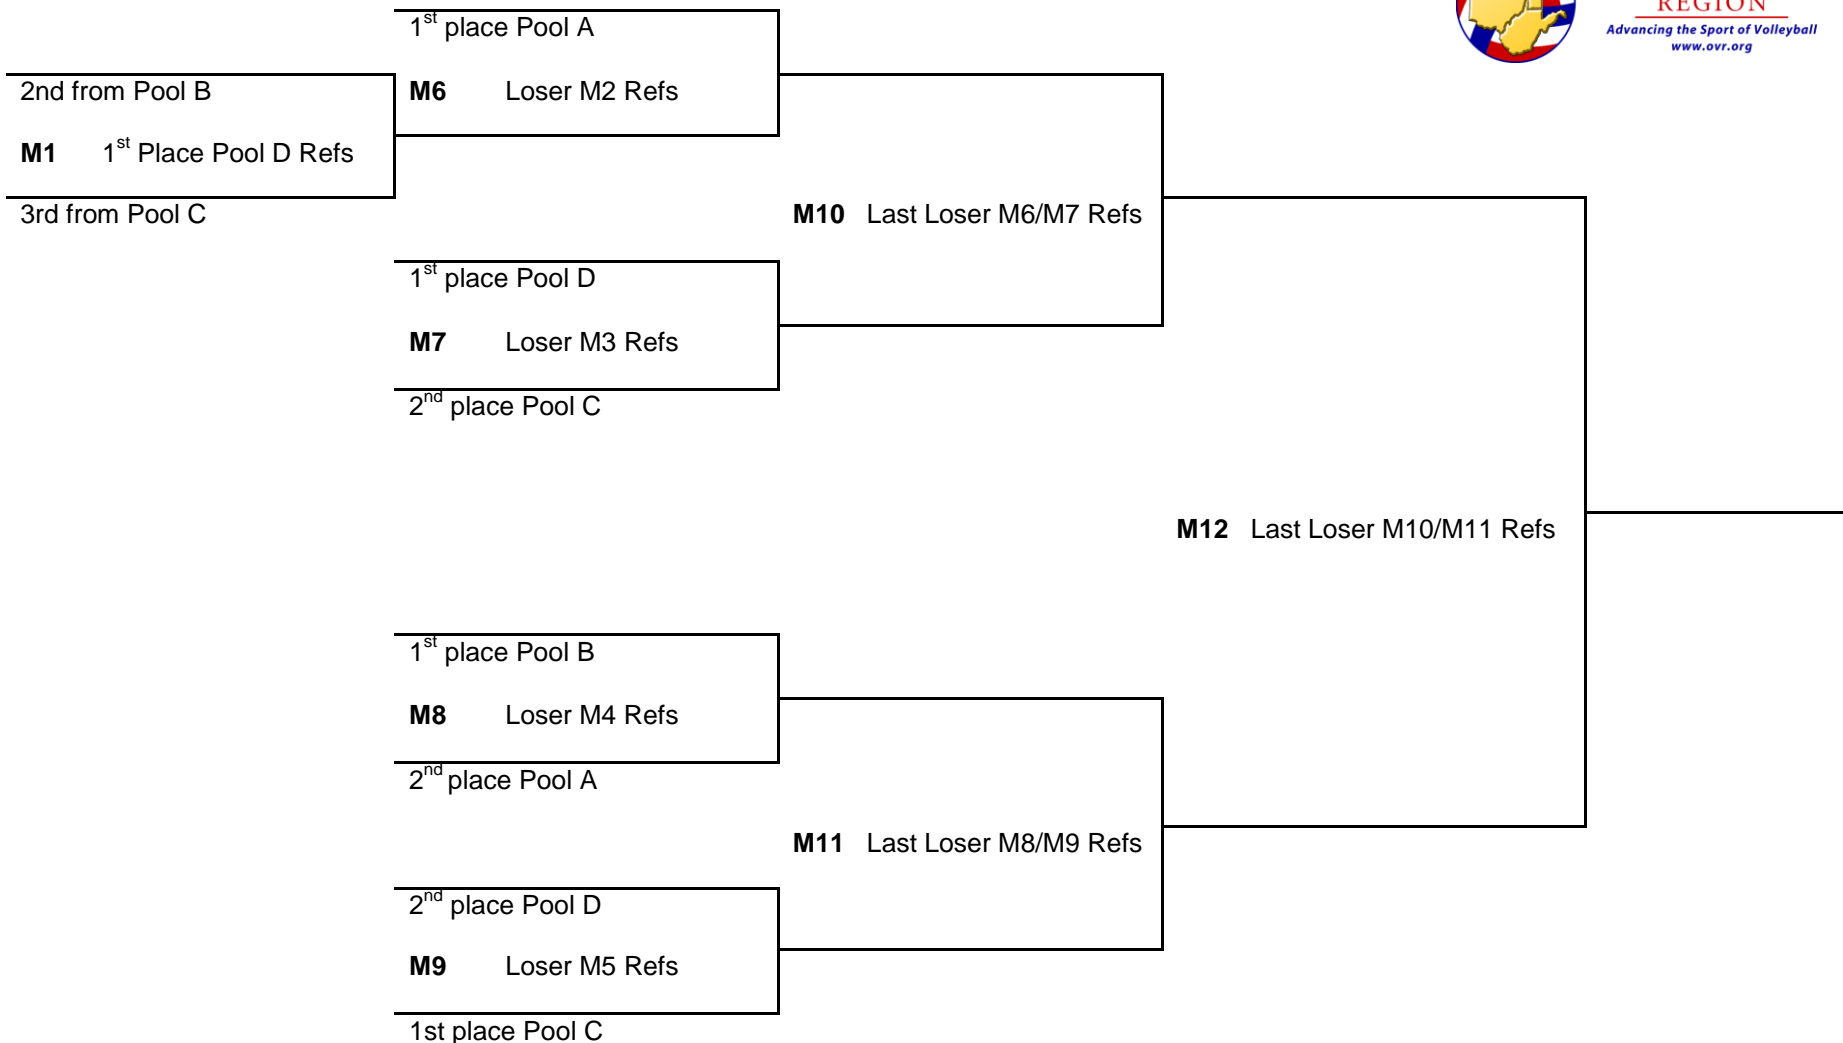 REGION
Advancing the Sport of Volleyball
www.ovr.org
1st place Pool A
2nd from Pool B
M6 Loser M2 Refs
M1 1st Place Pool D Refs
3rd from Pool C
M10 Last Loser M6/M7 Refs
1st place Pool D
M7 Loser M3 Refs
2nd place Pool C
M12 Last Loser M10/M11 Refs
1st place Pool B
M8 Loser M4 Refs
2nd place Pool A
M11 Last Loser M8/M9 Refs
2nd place Pool D
M9 Loser M5 Refs
1st place Pool C